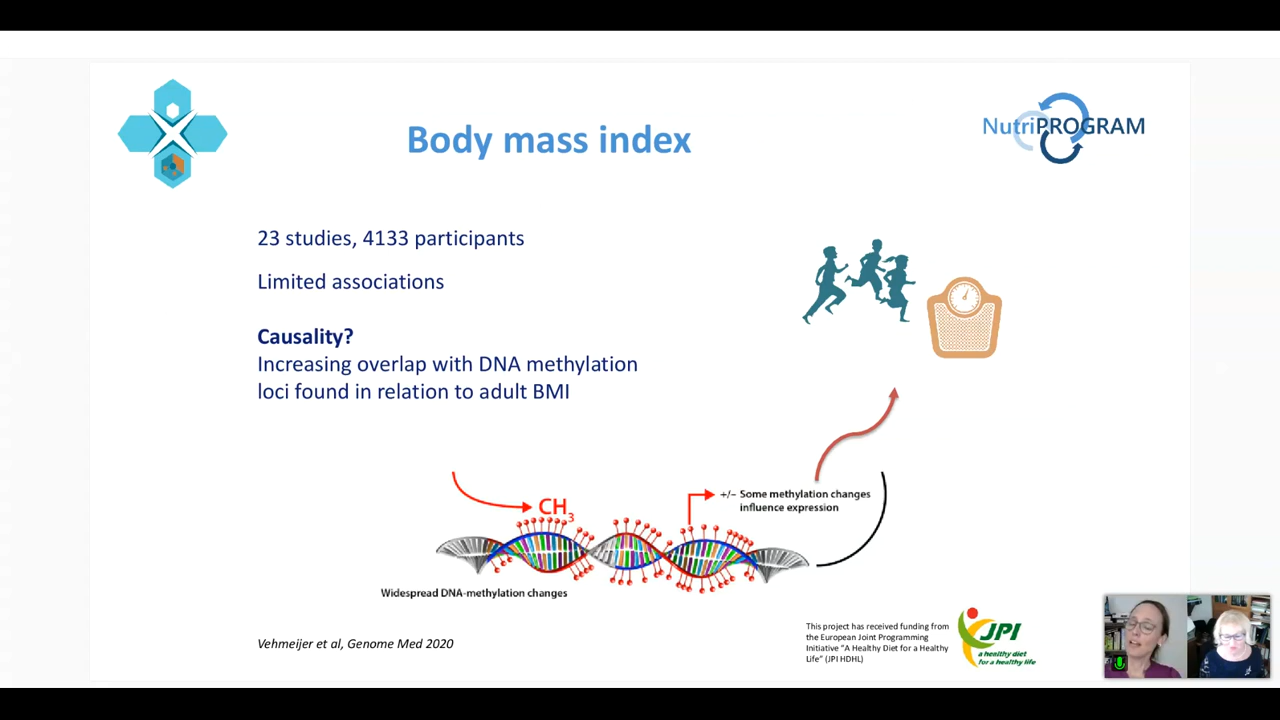 Body mass index
NutriPROGRAM
23 studies, 4133 participants
Limited associations
Causality?
Increasing overlap with DNA methylation
loci found in relation to adult BMI
CH3
+/– Some methylation changes
influence expression
Widespread DNA-methylation changes
Vehmeijer et al, Genome Med 2020
This project has received funding from
the European Joint Programming
Initiative “A Healthy Diet for a Healthy
Life” (JPI HDHL)
JPI
a healthy diet
for a healthy life